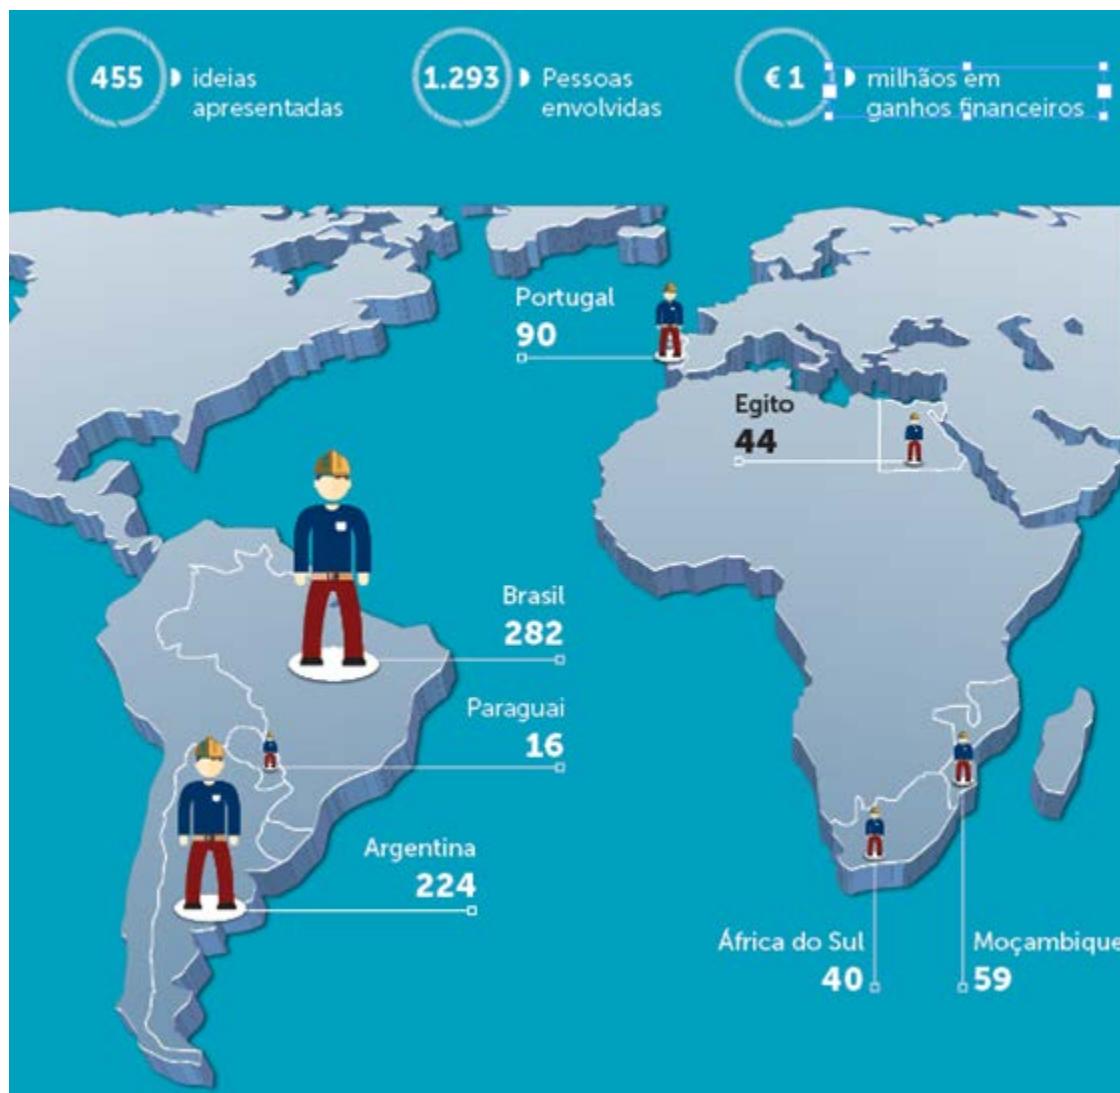 455
ideias
apresentadas
1.293
Pessoas
envolvidas
€ 1
milhãos em
ganhos financeiros
Portugal
90
Egito
44
Brasil
282
Paraguai
16
Argentina
224
África do Sul
40
Moçambique
59